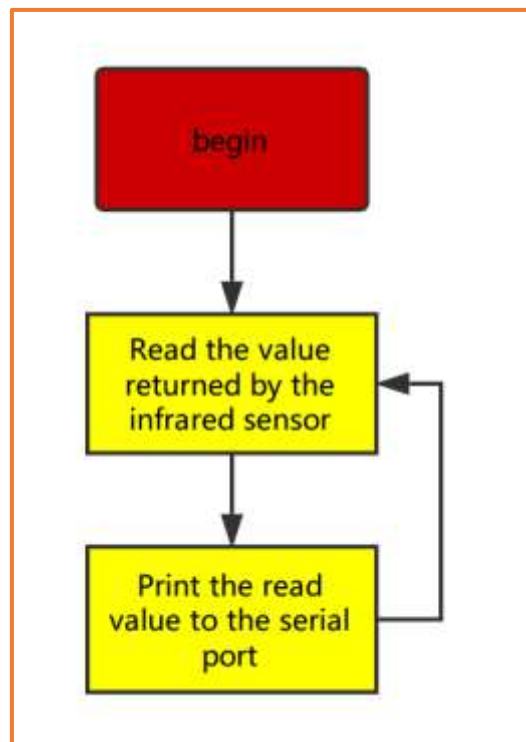 begin
Read the value
returned by the
infrared sensor
Print the read
value to the serial
port